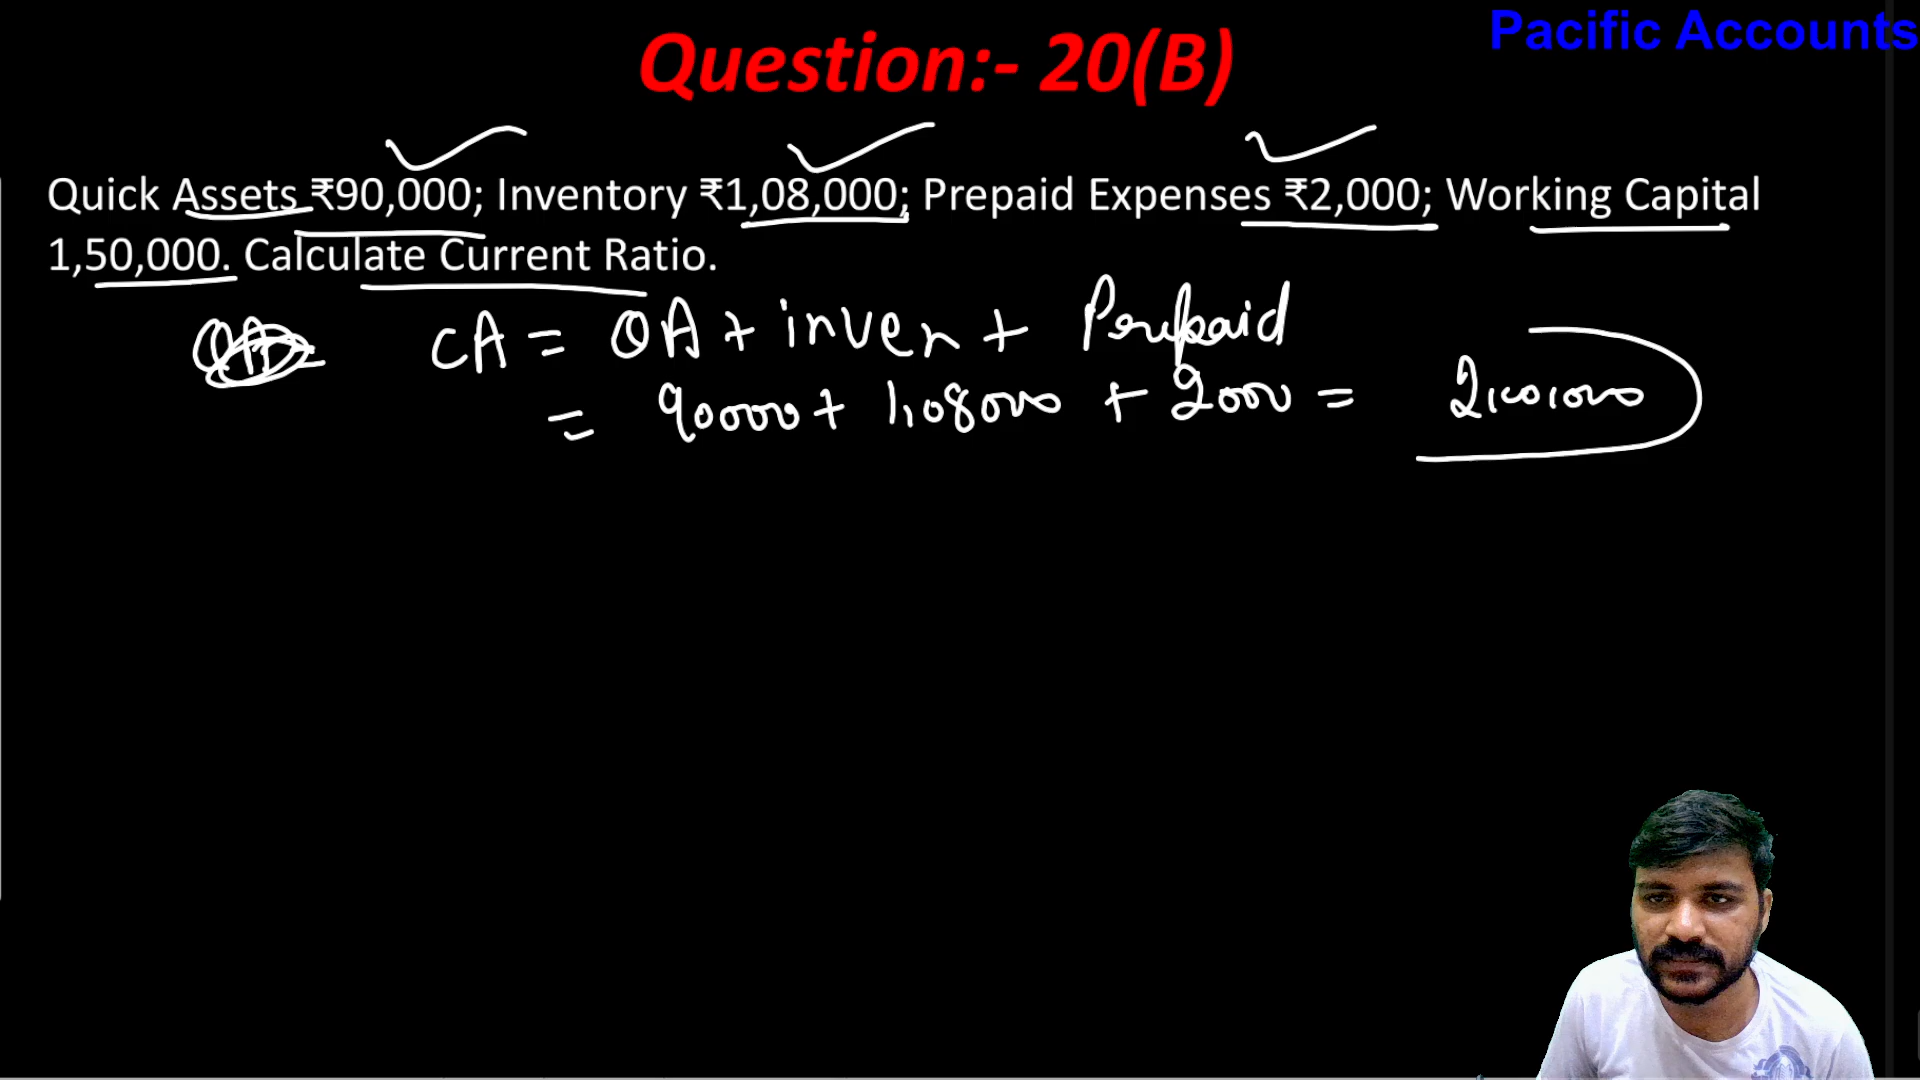 Pacific Accounts
Question:- 20(B)
Quick Assets ₹90,000; Inventory ₹1,08,000; Prepaid Expenses ₹2,000; Working Capital
1,50,000. Calculate Current Ratio.
CA = QA + inven + Prepaid
= 90000 + 1,08000 + 2000 = 2,00,000